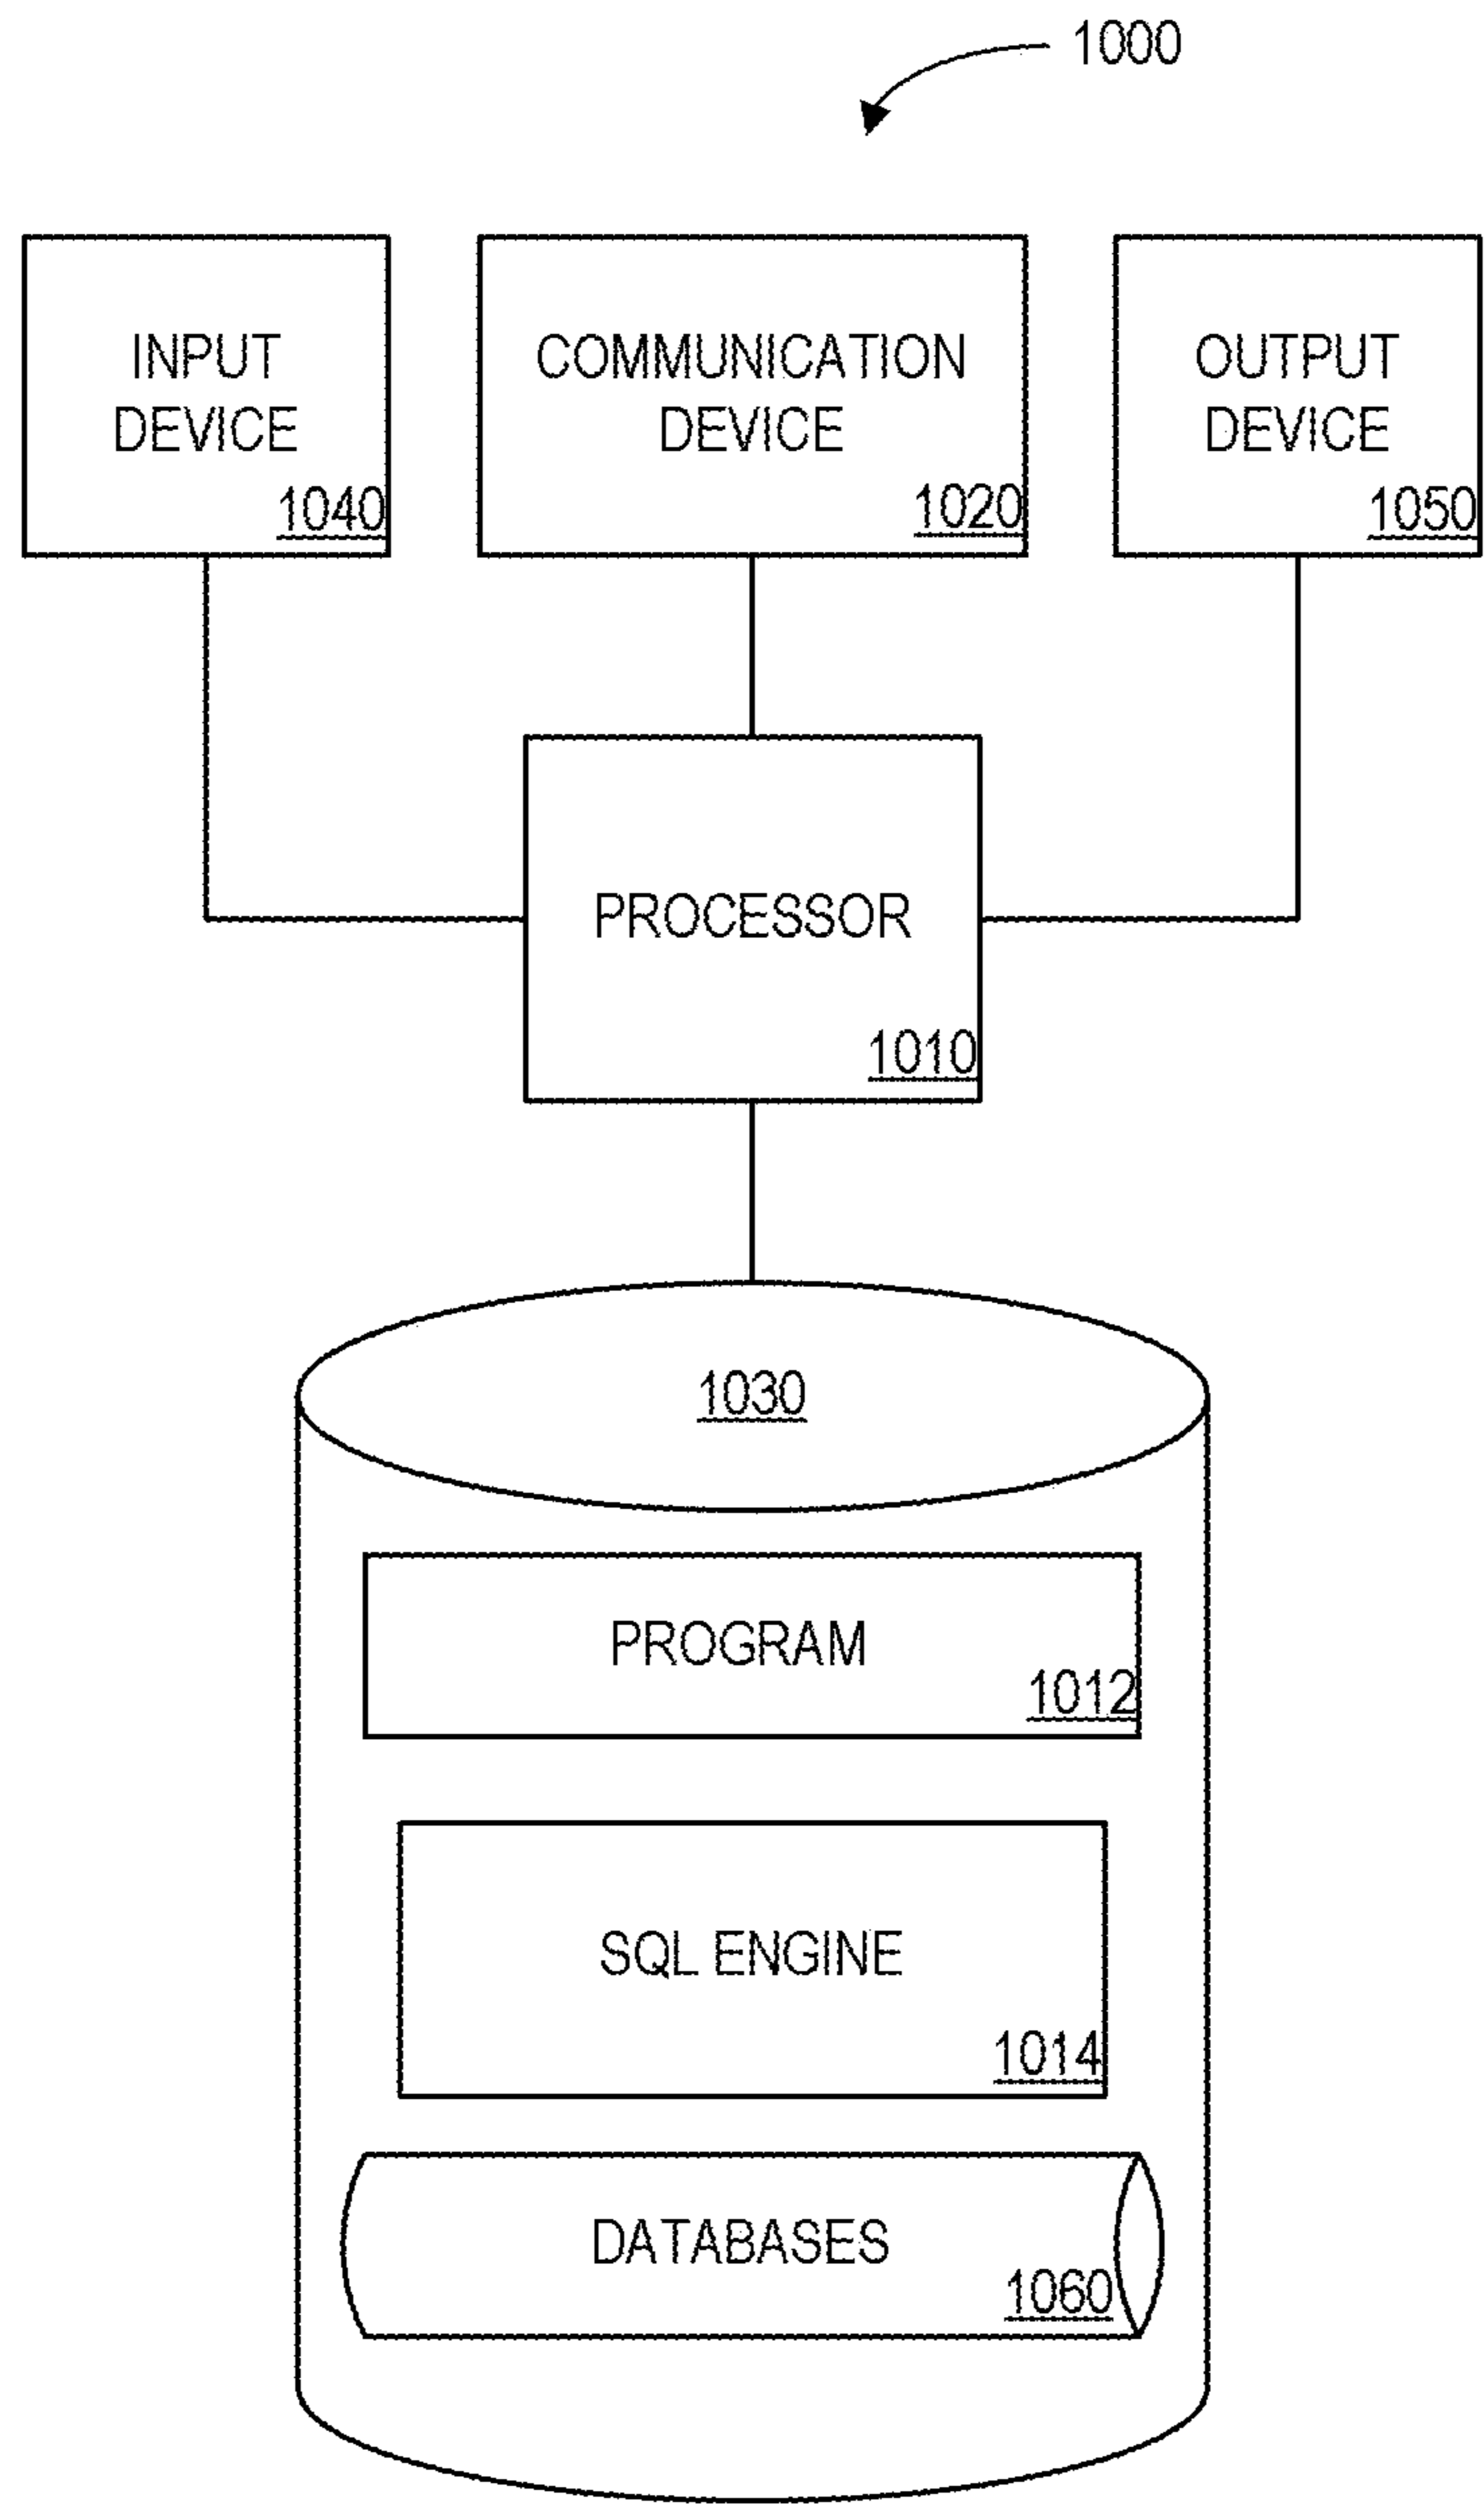 1000
INPUT
DEVICE
1040
COMMUNICATION
DEVICE
1020
OUTPUT
DEVICE
1050
PROCESSOR
1010
1030
PROGRAM
1012
SQL ENGINE
1014
DATABASES
1060